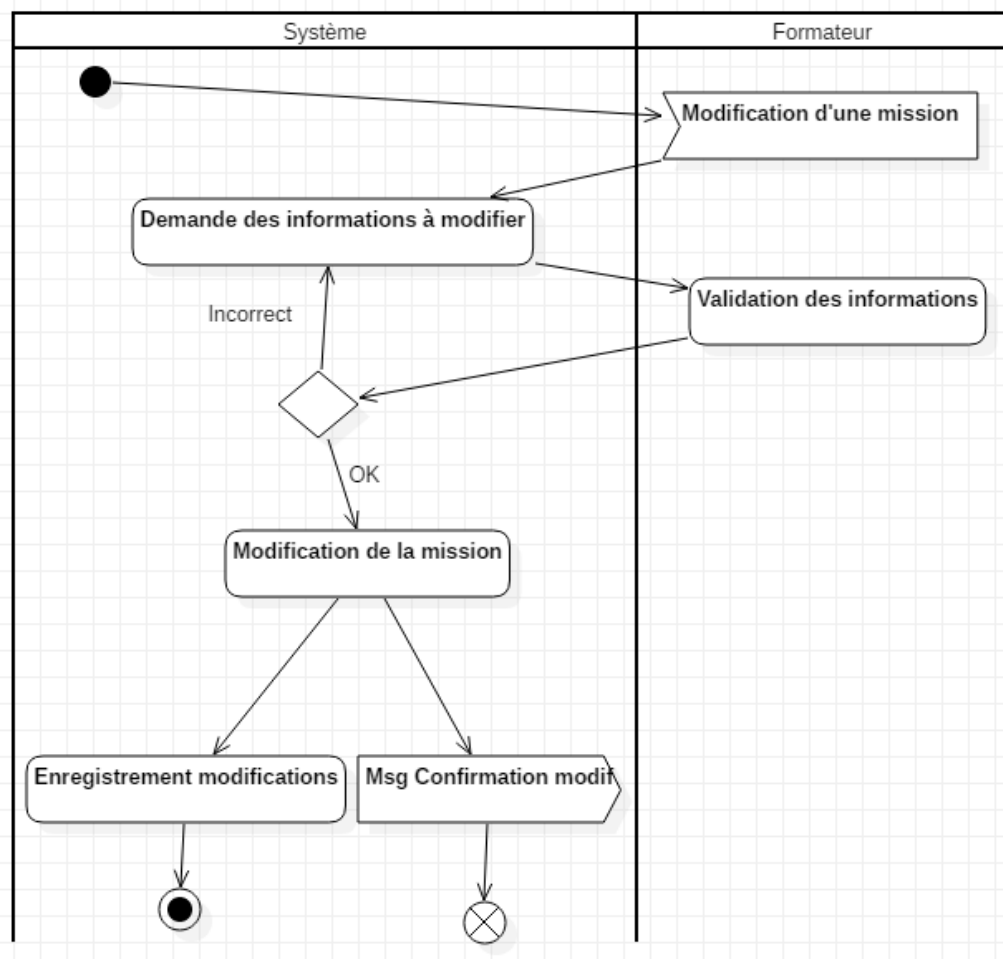 Système
Formateur
Modification d'une mission
Demande des informations à modifier
Validation des informations
Incorrect
OK
Modification de la mission
Enregistrement modifications
Msg Confirmation modif